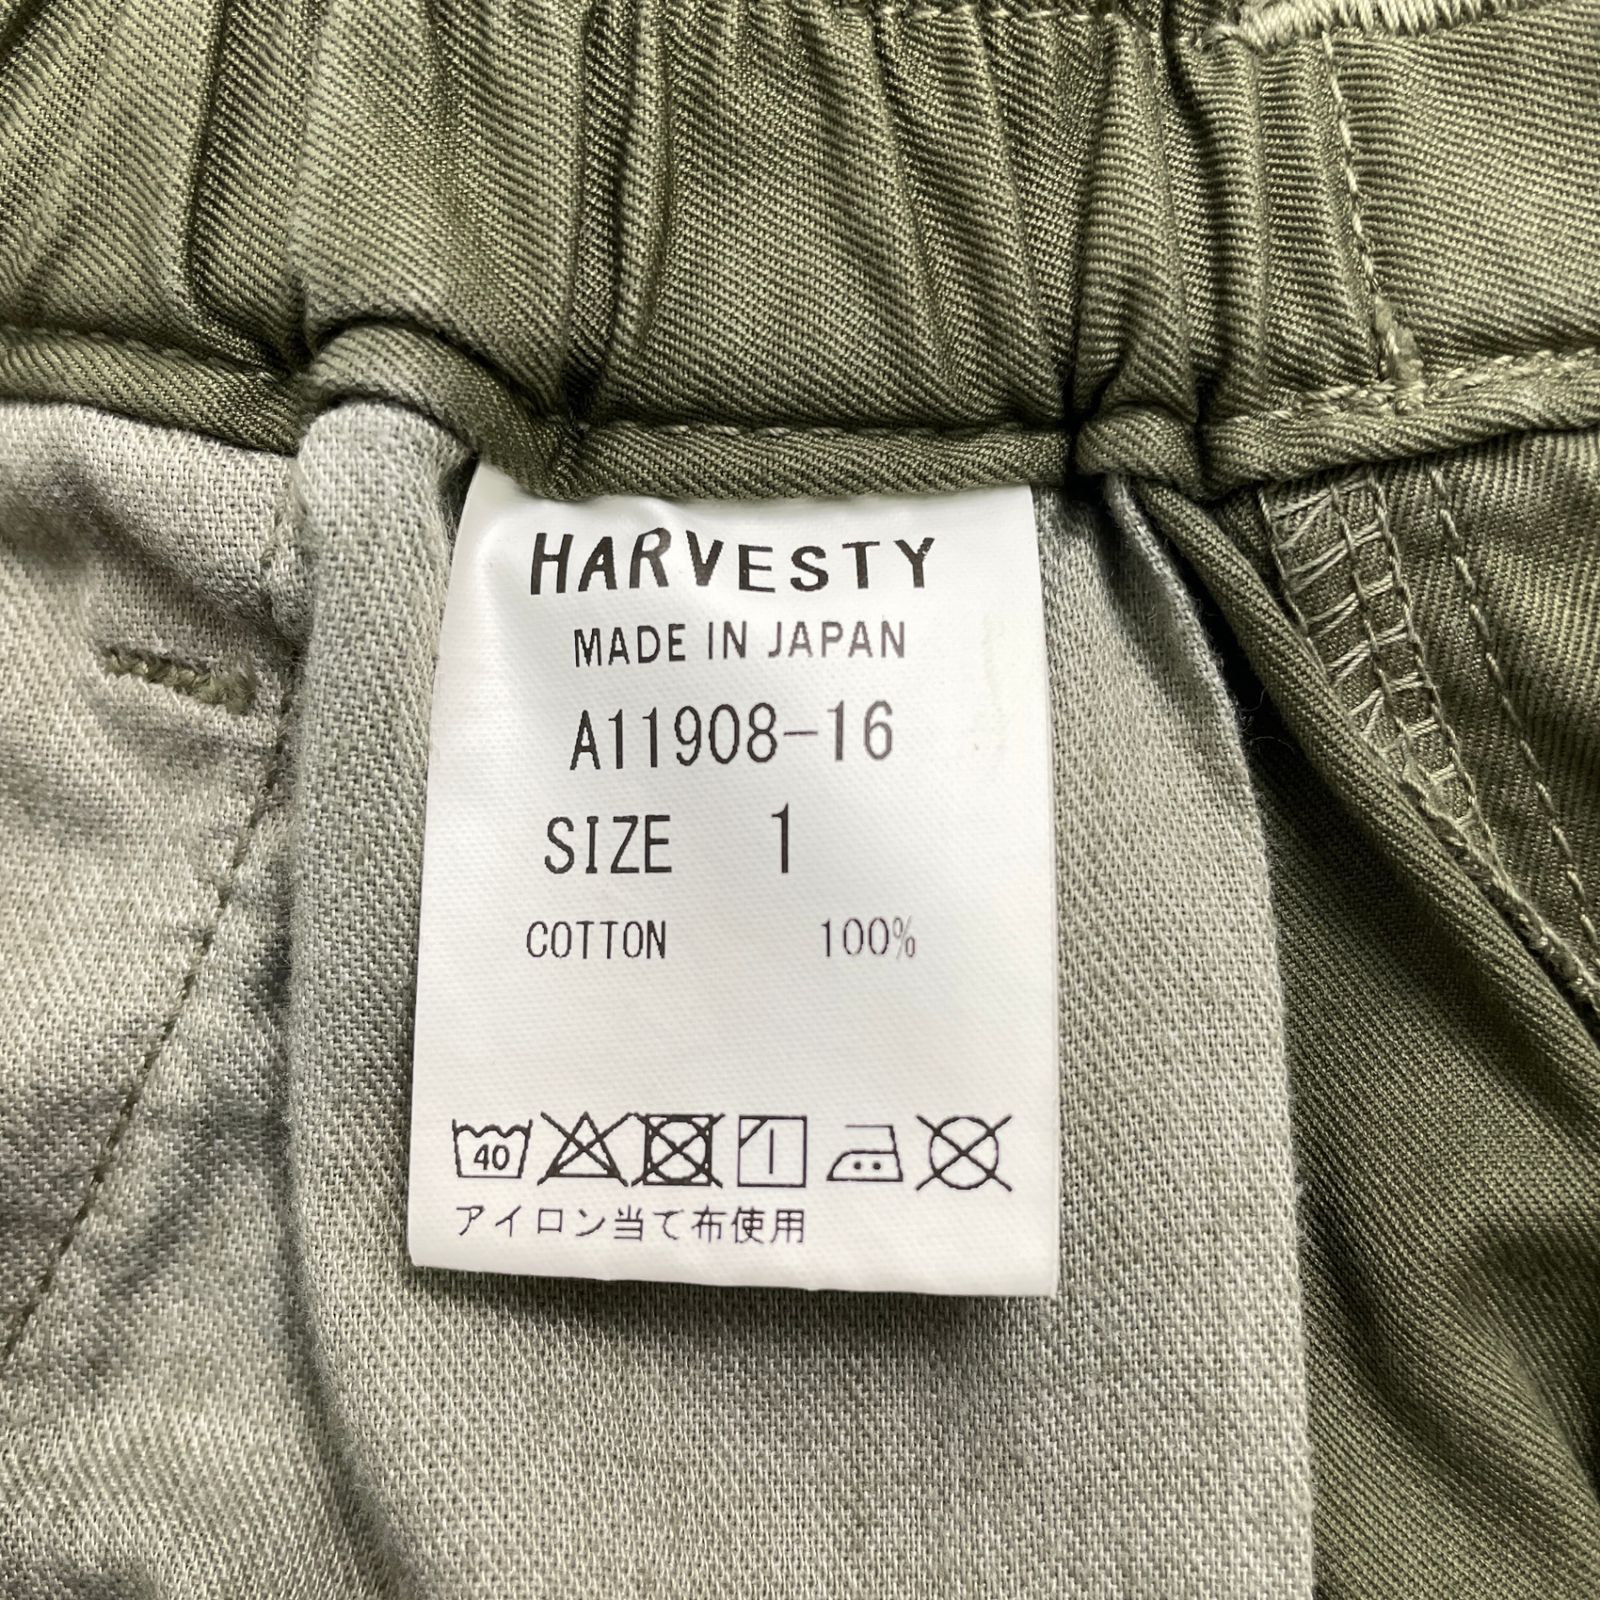 HARVESTY
MADE IN JAPAN
A11908-16
SIZE 1
COTTON 100%
40
アイロン当て布使用